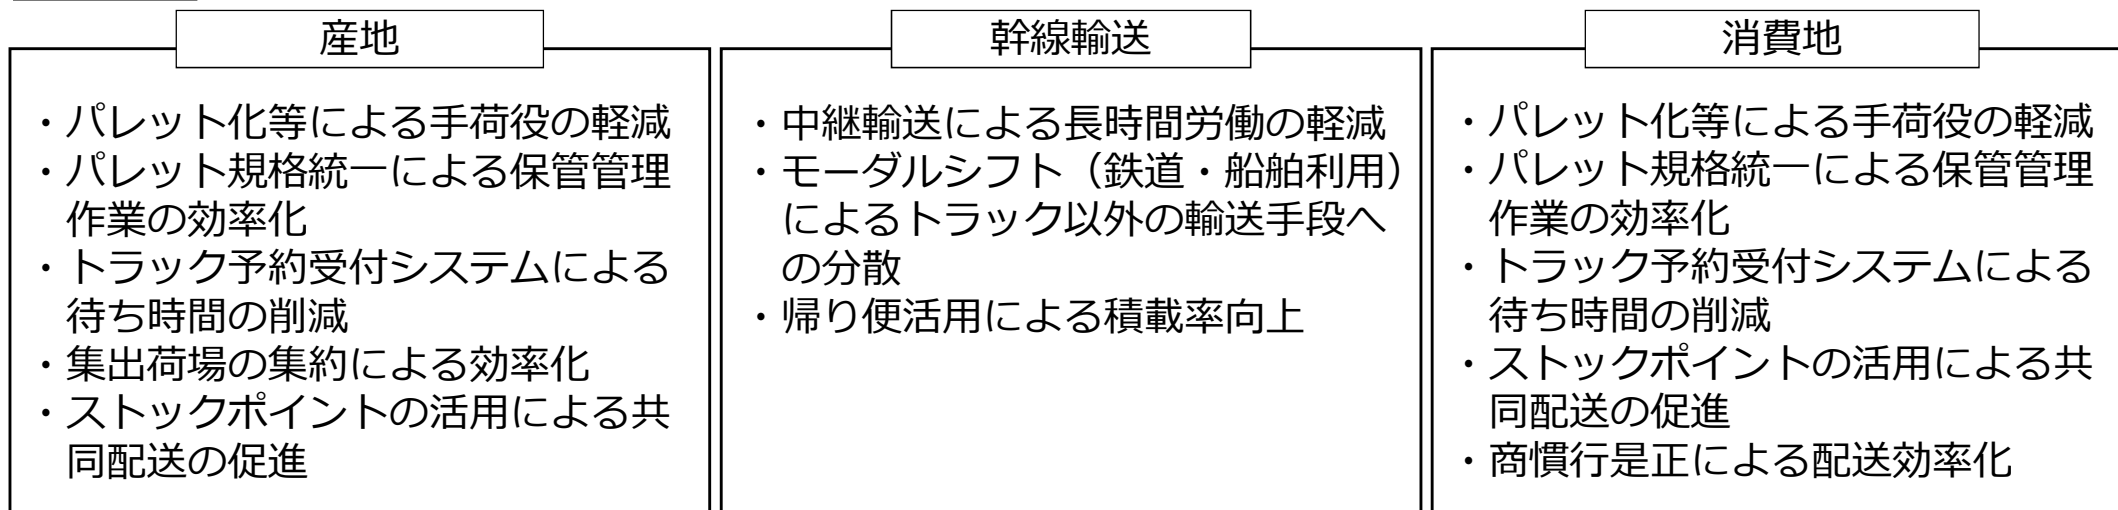 産地
・パレット化等による手荷役の軽減
・パレット規格統一による保管管理
作業の効率化
・トラック予約受付システムによる
待ち時間の削減
・集出荷場の集約による効率化
・ストックポイントの活用による共
同配送の促進
幹線輸送
・中継輸送による長時間労働の軽減
・モーダルシフト（鉄道・船舶利用）
によるトラック以外の輸送手段へ
の分散
・帰り便活用による積載率向上
消費地
・パレット化等による手荷役の軽減
・パレット規格統一による保管管理
作業の効率化
・トラック予約受付システムによる
待ち時間の削減
・ストックポイントの活用による共
同配送の促進
・商慣行是正による配送効率化